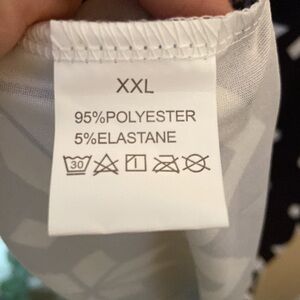 XXL
95%POLYESTER
5%ELASTANE
30